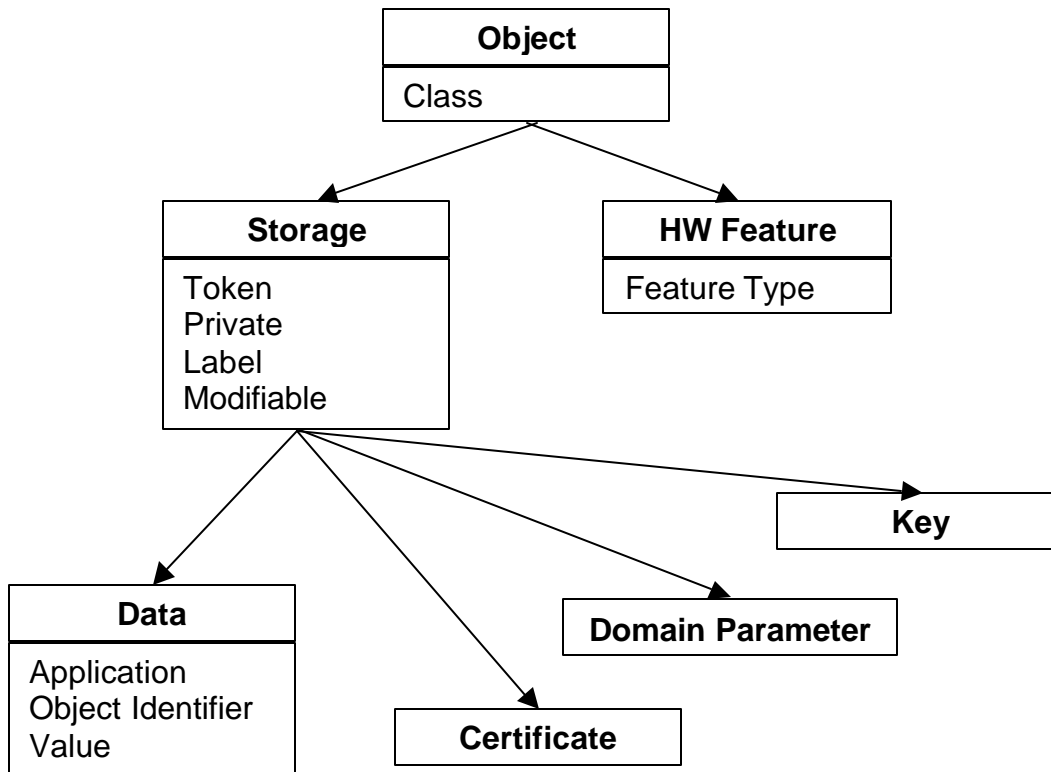 Object
Class
Storage
Token
Private
Label
Modifiable
HW Feature
Feature Type
Key
Data
Application
Object Identifier
Value
Domain Parameter
Certificate